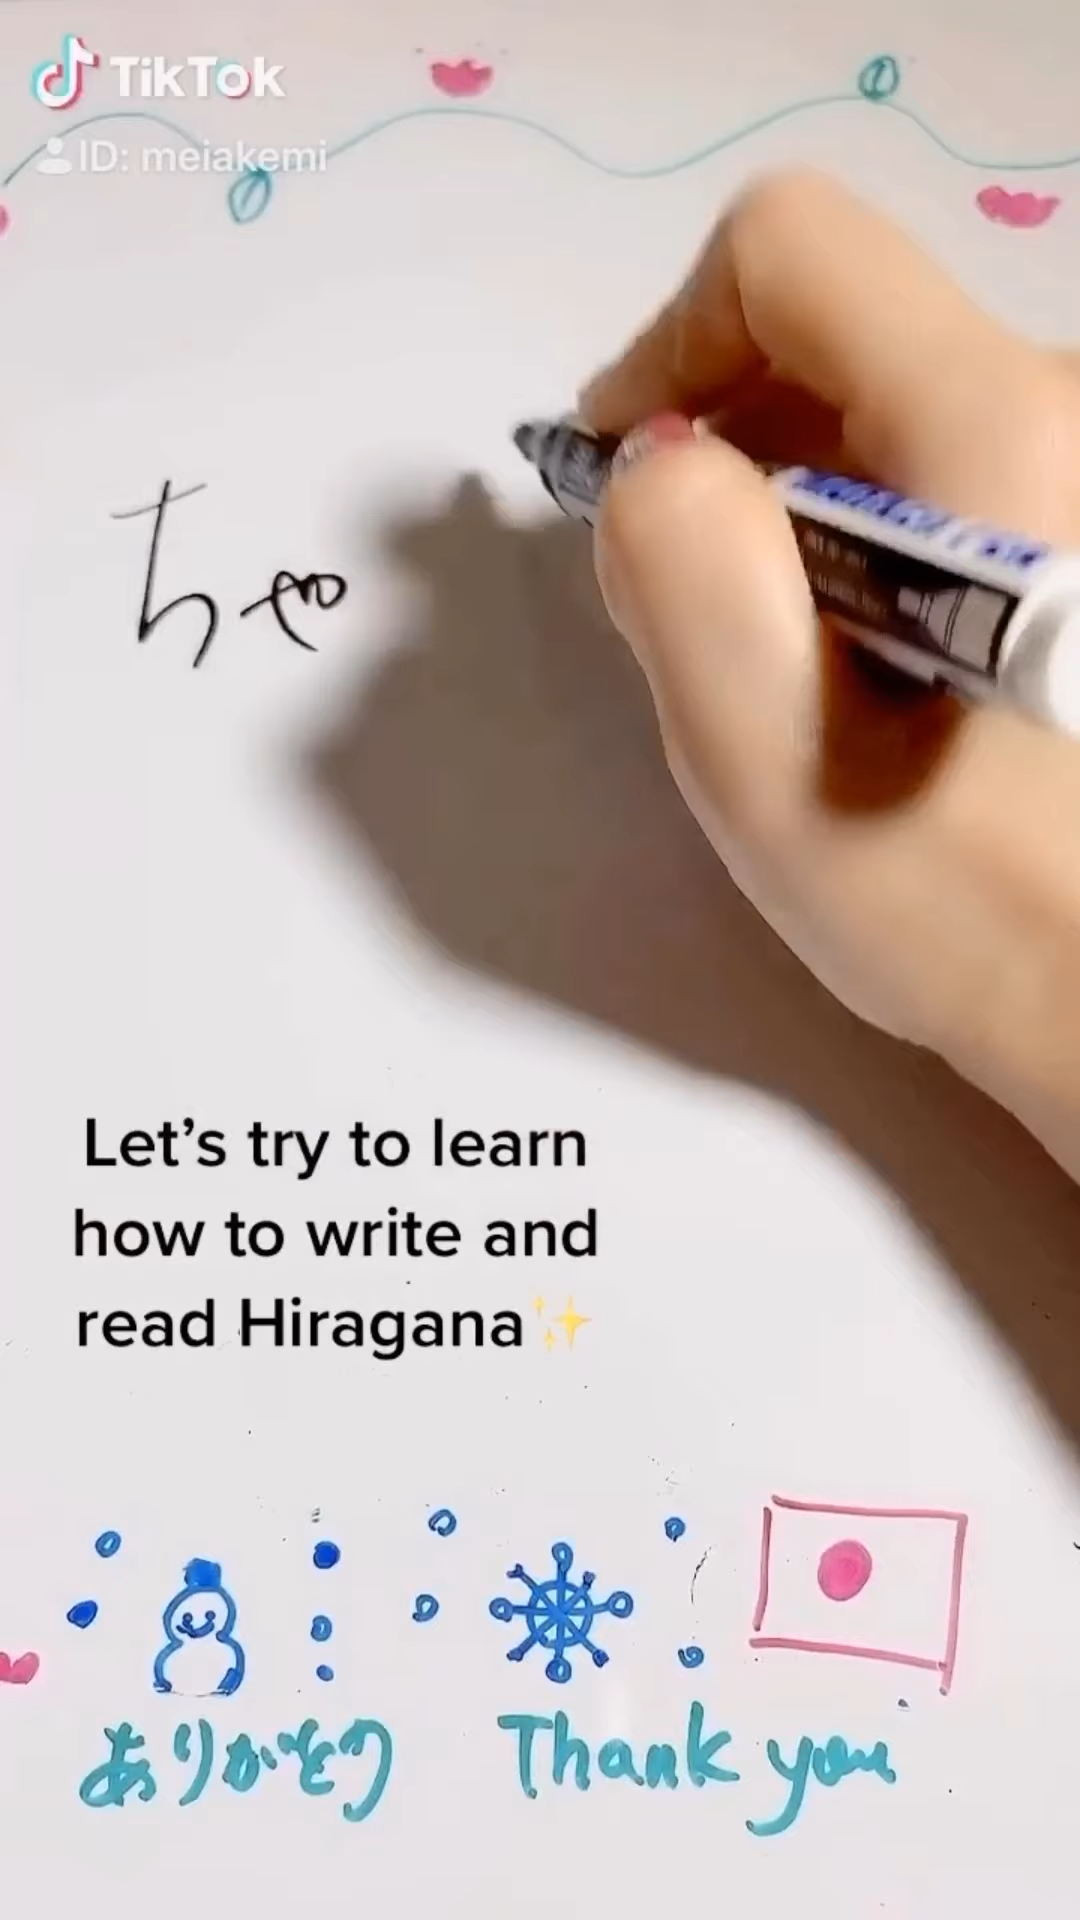 TikTok
ID: meiakemi
ちゃ
Let's try to learn
how to write and
read Hiragana✨
ありがとう Thank you